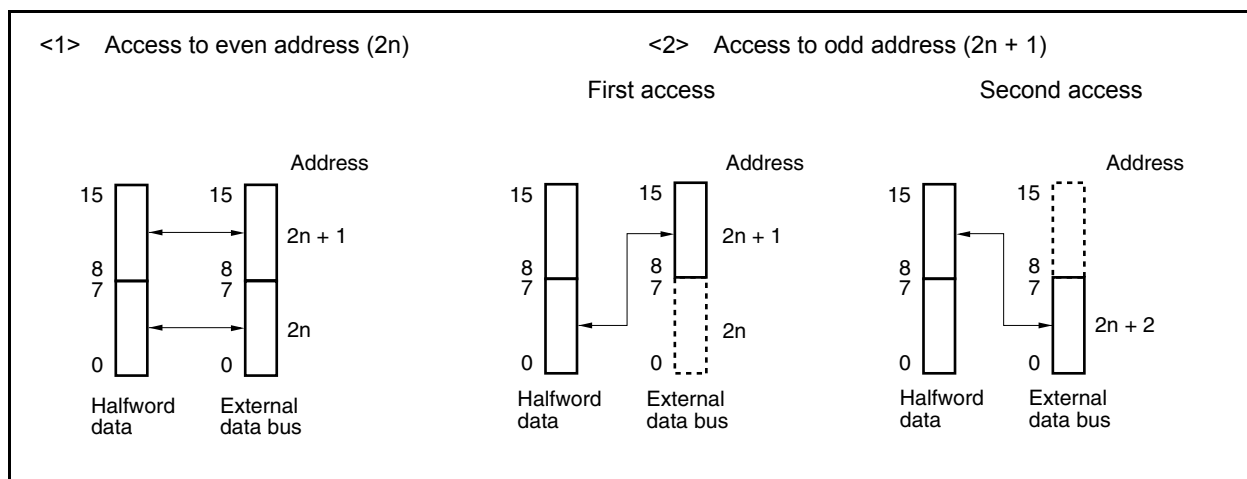 <1> Access to even address (2n)
<2> Access to odd address (2n + 1)
First access
Second access
Address
15
15
2n + 1
8
8
7
7
2n
0
0
Halfword
data
External
data bus
Address
15
15
2n + 1
8
8
7
7
2n
0
0
Halfword
data
External
data bus
Address
15
15
8
8
7
7
2n + 2
0
0
Halfword
data
External
data bus